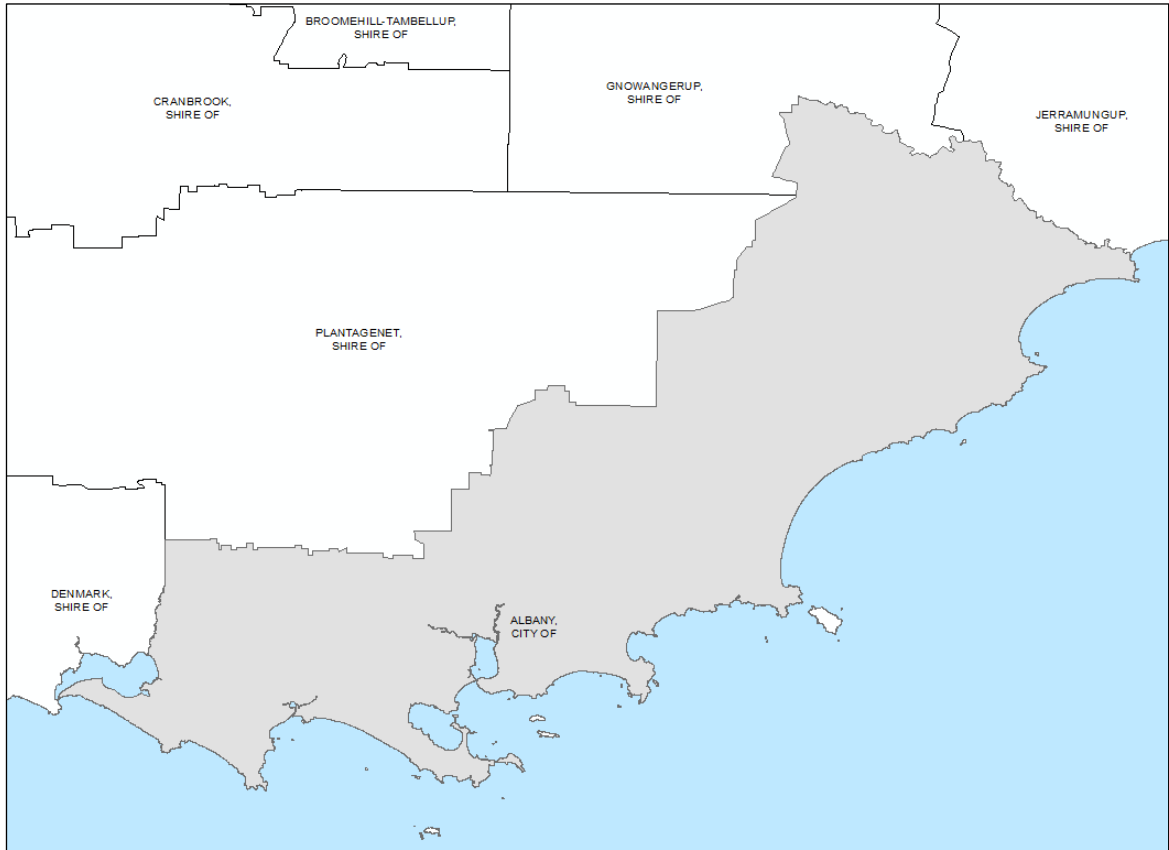 BROOMEHILL-TAMBELLUP,
SHIRE OF
CRANBROOK,
SHIRE OF
GNOWANGERUP,
SHIRE OF
JERRAMUNGUP,
SHIRE OF
PLANTAGENET,
SHIRE OF
DENMARK,
SHIRE OF
ALBANY,
CITY OF